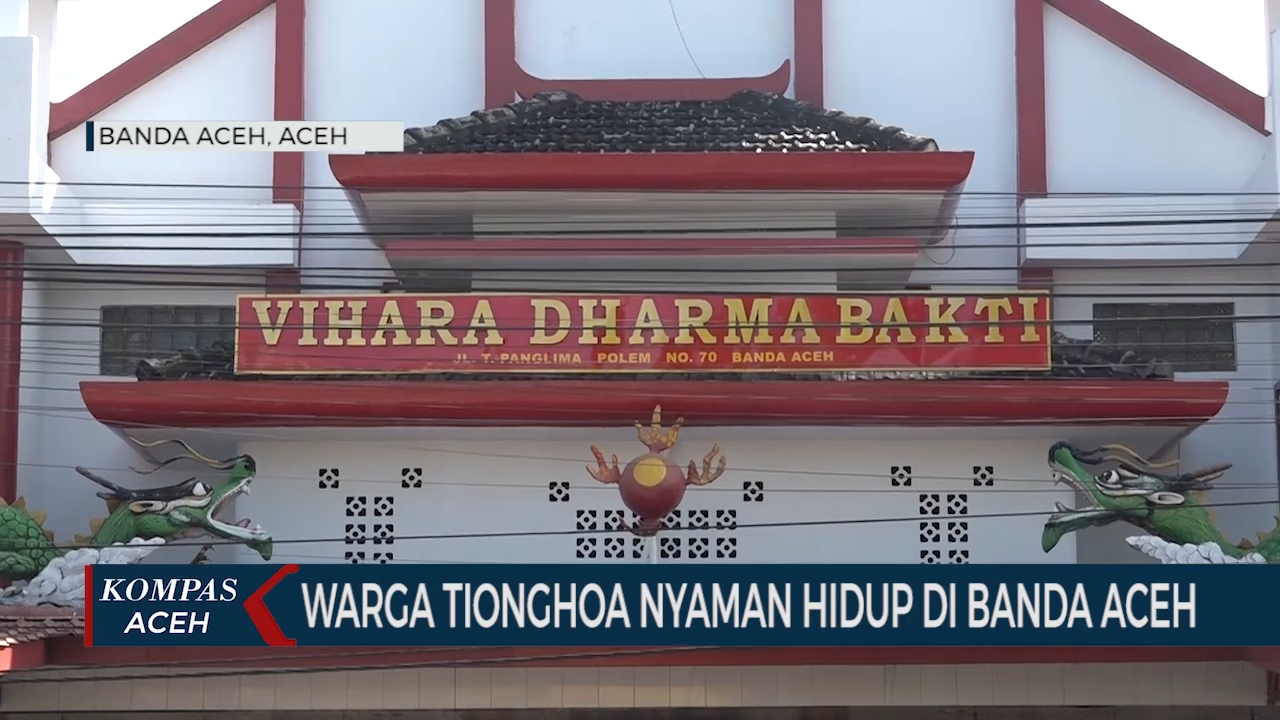 BANDA ACEH, ACEH
VIHARA DHARMA BAKTI
JL. T. PANGLIMA POLEM NO. 70 BANDA ACEH
KOMPAS
ACEH
WARGA TIONGHOA NYAMAN HIDUP DI BANDA ACEH